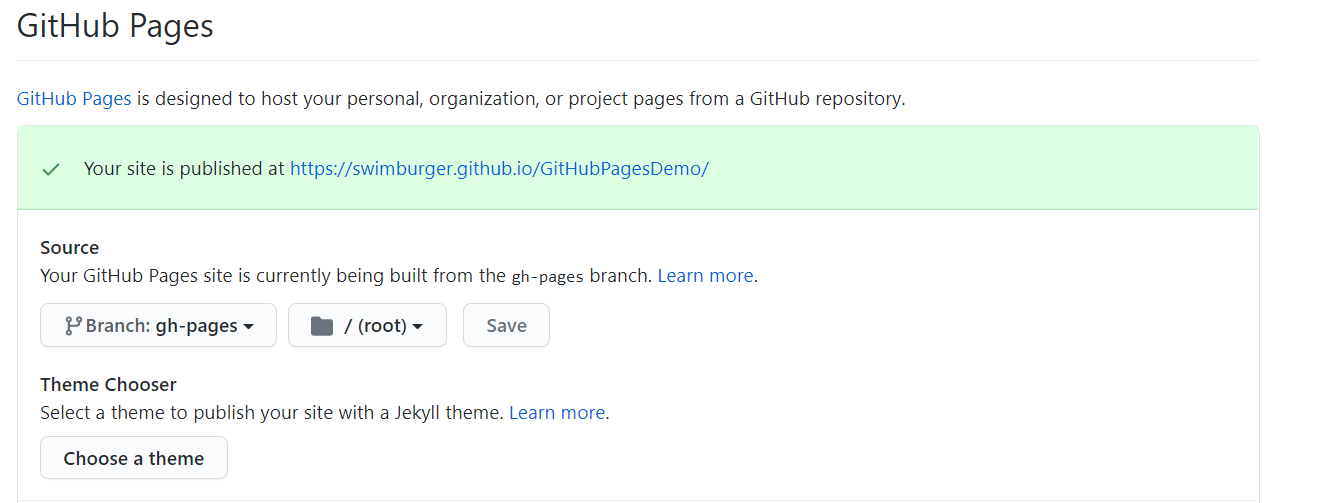 GitHub Pages
GitHub Pages is designed to host your personal, organization, or project pages from a GitHub repository.
Your site is published at https://swimburger.github.io/GitHubPagesDemo/
Source
Your GitHub Pages site is currently being built from the gh-pages branch. Learn more.
Branch: gh-pages / (root) Save
Theme Chooser
Select a theme to publish your site with a Jekyll theme. Learn more.
Choose a theme